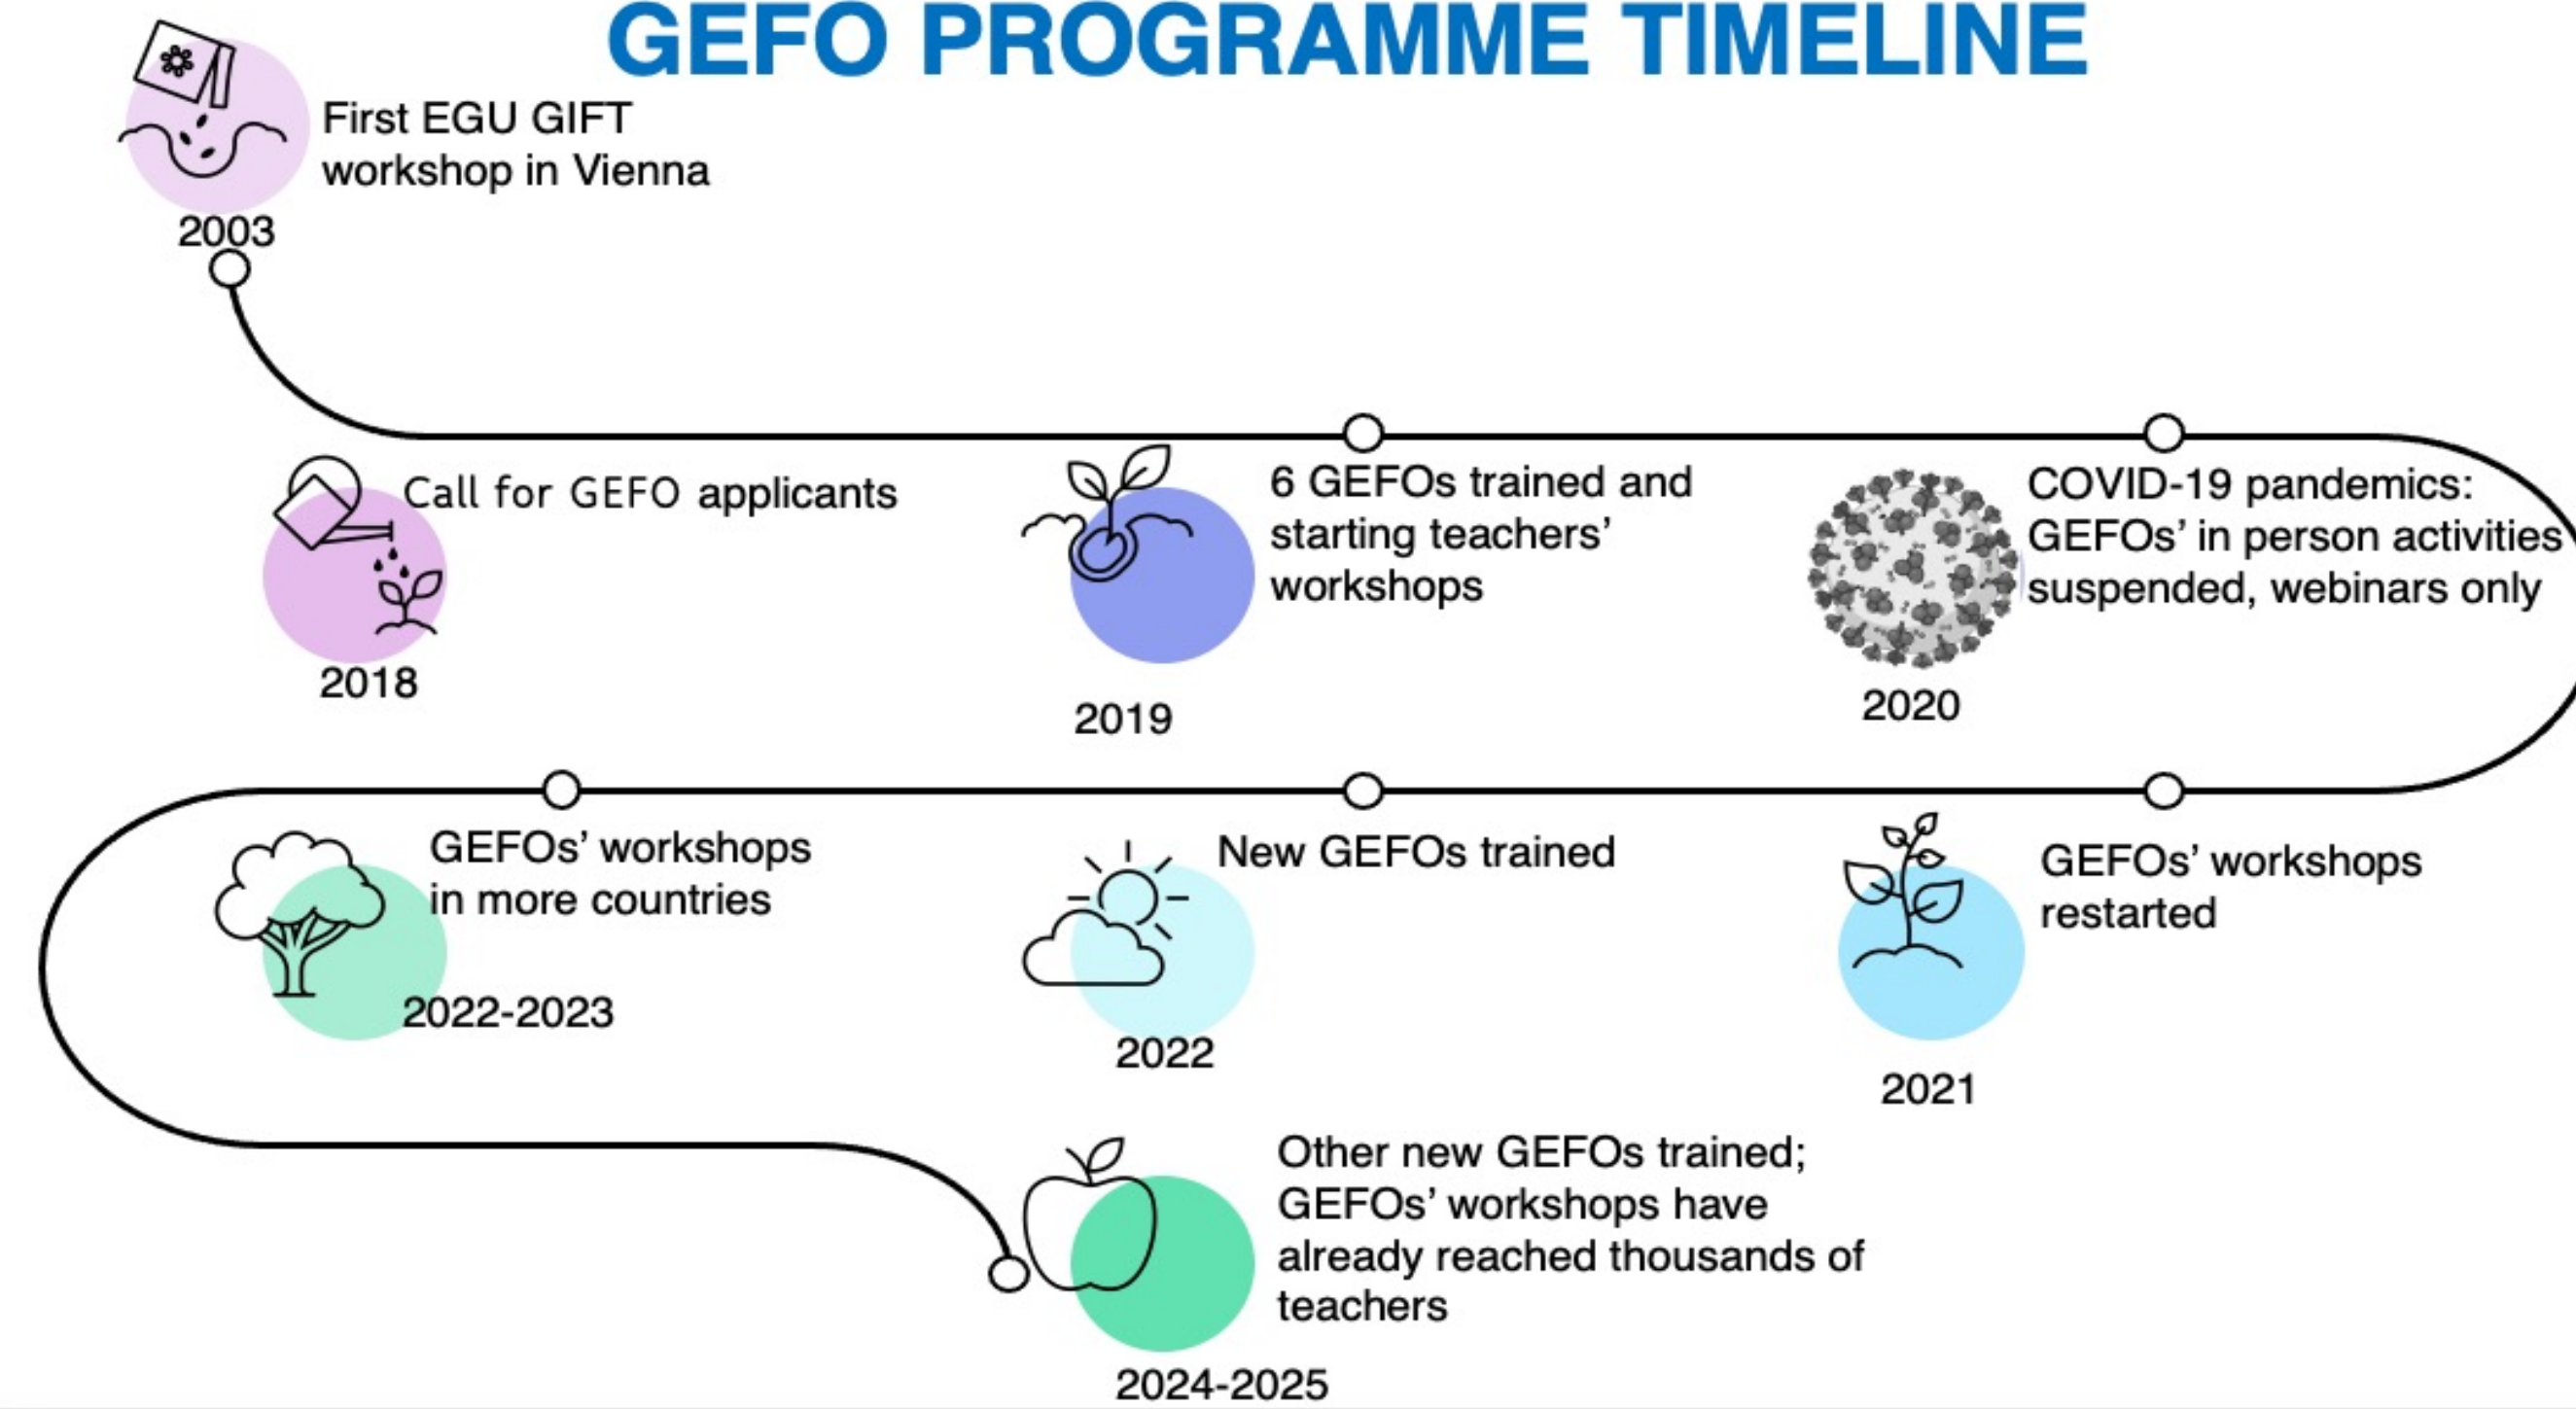 GEFO PROGRAMME TIMELINE
First EGU GIFT
workshop in Vienna
2003
Call for GEFO applicants
2018
6 GEFOs trained and
starting teachers’
workshops
2019
COVID-19 pandemics:
GEFOs’ in person activities
suspended, webinars only
2020
GEFOs’ workshops
restarted
2021
New GEFOs trained
2022
GEFOs’ workshops
in more countries
2022-2023
Other new GEFOs trained;
GEFOs’ workshops have
already reached thousands of
teachers
2024-2025